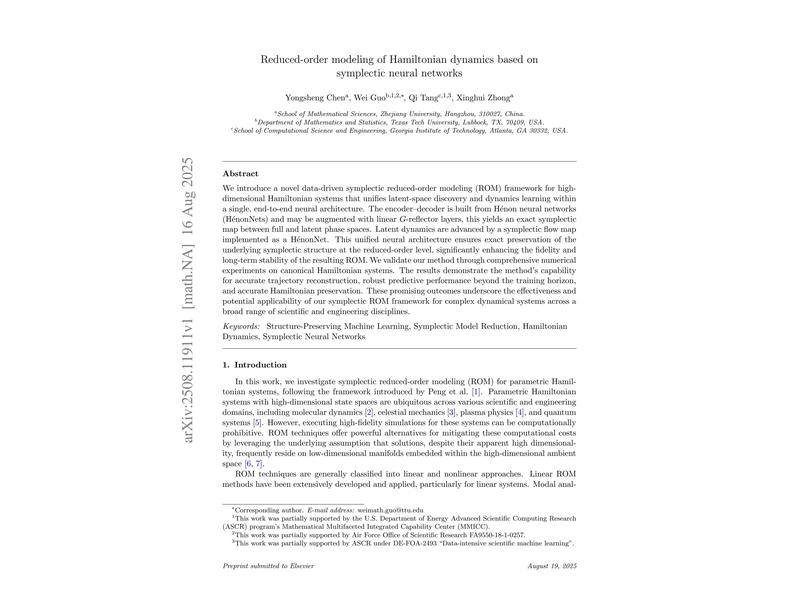 Reduced-order modeling of Hamiltonian dynamics based on
symplectic neural networks
Yongsheng Chenᵃ, Wei Guoᵇ,¹,²,*, Qi Tangᶜ,¹,³, Xinghui Zhongᵃ
ᵃSchool of Mathematical Sciences, Zhejiang University, Hangzhou, 310027, China.
ᵇDepartment of Mathematics and Statistics, Texas Tech University, Lubbock, TX, 70409, USA.
ᶜSchool of Computational Science and Engineering, Georgia Institute of Technology, Atlanta, GA 30332, USA.
arXiv:2508.11911v1 [math.NA] 16 Aug 2025
Abstract
We introduce a novel data-driven symplectic reduced-order modeling (ROM) framework for high-
dimensional Hamiltonian systems that unifies latent-space discovery and dynamics learning within
a single, end-to-end neural architecture. The encoder–decoder is built from Hénon neural networks
(HénonNets) and may be augmented with linear G-reflector layers, this yields an exact symplectic
map between full and latent phase spaces. Latent dynamics are advanced by a symplectic flow map
implemented as a HénonNet. This unified neural architecture ensures exact preservation of the
underlying symplectic structure at the reduced-order level, significantly enhancing the fidelity and
long-term stability of the resulting ROM. We validate our method through comprehensive numerical
experiments on canonical Hamiltonian systems. The results demonstrate the method's capability
for accurate trajectory reconstruction, robust predictive performance beyond the training horizon,
and accurate Hamiltonian preservation. These promising outcomes underscore the effectiveness and
potential applicability of our symplectic ROM framework for complex dynamical systems across a
broad range of scientific and engineering disciplines.
Keywords: Structure-Preserving Machine Learning, Symplectic Model Reduction, Hamiltonian
Dynamics, Symplectic Neural Networks
1. Introduction
In this work, we investigate symplectic reduced-order modeling (ROM) for parametric Hamil-
tonian systems, following the framework introduced by Peng et al. [1]. Parametric Hamiltonian
systems with high-dimensional state spaces are ubiquitous across various scientific and engineering
domains, including molecular dynamics [2], celestial mechanics [3], plasma physics [4], and quantum
systems [5]. However, executing high-fidelity simulations for these systems can be computationally
prohibitive. ROM techniques offer powerful alternatives for mitigating these computational costs
by leveraging the underlying assumption that solutions, despite their apparent high dimensional-
ity, frequently reside on low-dimensional manifolds embedded within the high-dimensional ambient
space [6, 7].
ROM techniques are generally classified into linear and nonlinear approaches. Linear ROM
methods have been extensively developed and applied, particularly for linear systems. Modal anal-
*Corresponding author. E-mail address: weimath.guo@ttu.edu
¹This work was partially supported by the U.S. Department of Energy Advanced Scientific Computing Research
(ASCR) program's Mathematical Multifaceted Integrated Capability Center (MMICC).
²This work was partially supported by Air Force Office of Scientific Research FA9550-18-1-0257.
³This work was partially supported by ASCR under DE-FOA-2493 “Data-intensive scientific machine learning”.
Preprint submitted to Elsevier
August 19, 2025